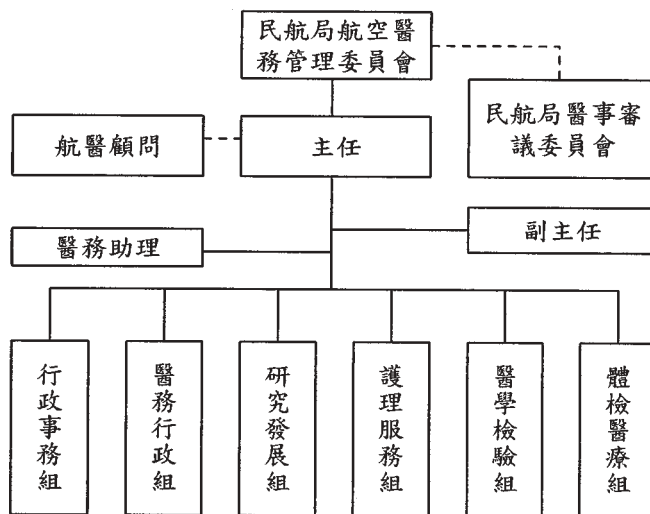 民航局航空醫
務管理委員會
民航局醫事審
議委員會
航醫顧問
主任
副主任
醫務助理
行政事務組
醫務行政組
研究發展組
護理服務組
醫學檢驗組
體檢醫療組